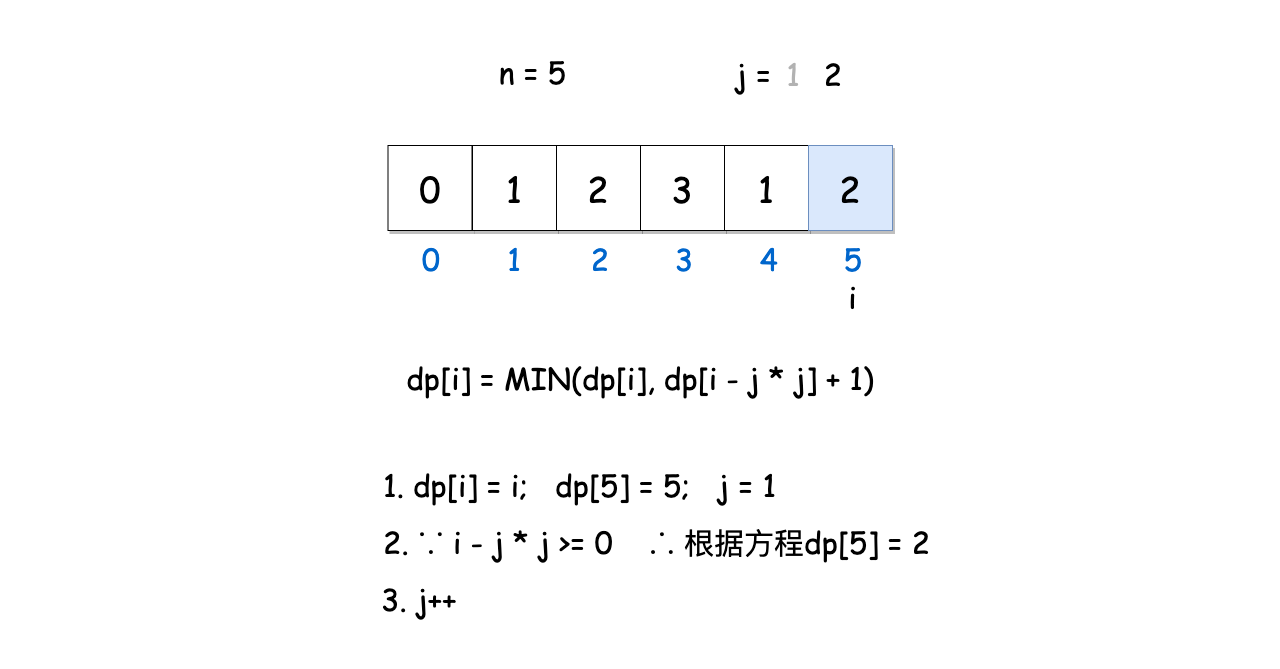 n = 5 j = 1 2
0 1 2 3 1 2
0 1 2 3 4 5
i
dp[i] = MIN(dp[i], dp[i - j * j] + 1)
1. dp[i] = i; dp[5] = 5; j = 1
2. ∵ i - j * j >= 0 ∴ 根据方程dp[5] = 2
3. j++